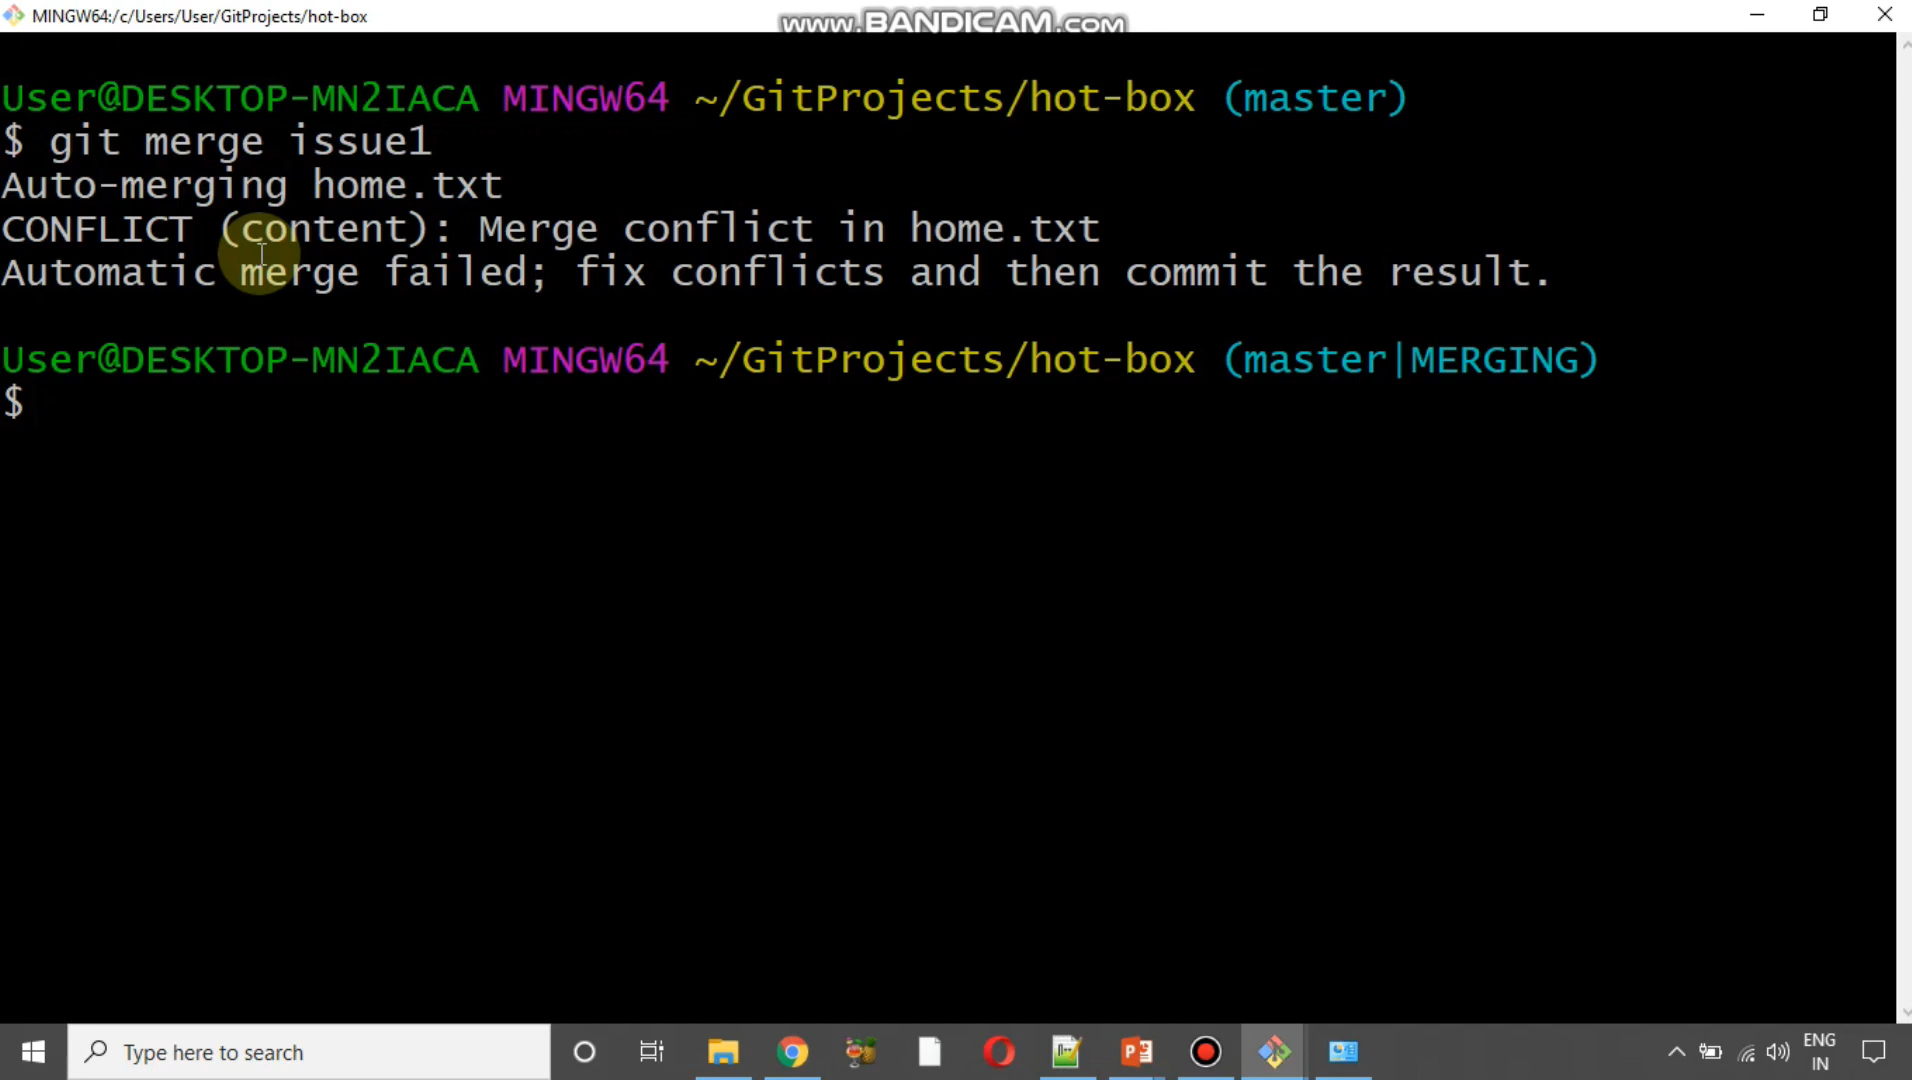 MINGW64:/c/Users/User/GitProjects/hot-box
www.BANDICAM.com
User@DESKTOP-MN2IACA MINGW64 ~/GitProjects/hot-box (master)
$ git merge issue1
Auto-merging home.txt
CONFLICT (content): Merge conflict in home.txt
Automatic merge failed; fix conflicts and then commit the result.
User@DESKTOP-MN2IACA MINGW64 ~/GitProjects/hot-box (master|MERGING)
$
Type here to search
ENG
IN